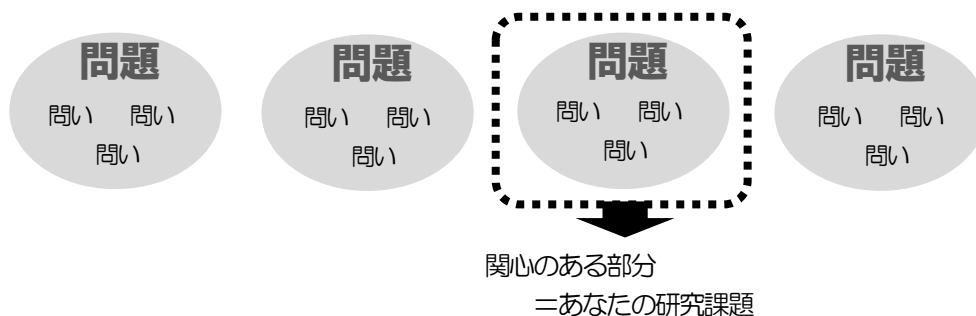 問題 問題 問題 問題
問い 問い 問い 問い 問い 問い 問い 問い
問い 問い 問い 問い
関心のある部分
＝あなたの研究課題